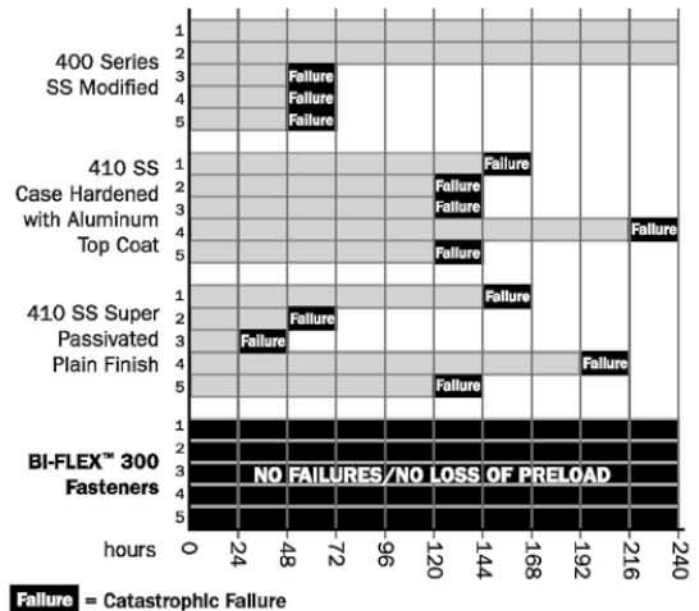 400 Series
SS Modified
1
2
3 Failure
4 Failure
5 Failure
410 SS
Case Hardened
with Aluminum
Top Coat
1 Failure
2 Failure
3 Failure
4 Failure
5 Failure
410 SS Super
Passivated
Plain Finish
1 Failure
2 Failure
3 Failure
4 Failure
5 Failure
BI-FLEX™ 300
Fasteners
1
2
3 NO FAILURES/NO LOSS OF PRELOAD
4
5
hours 0 24 48 72 96 120 144 168 192 216 240
Failure = Catastrophic Failure